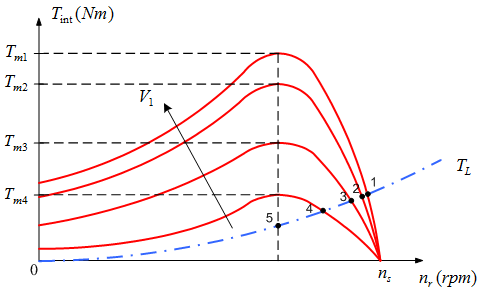 T_int (Nm)
T_m1
T_m2
V_1
T_m3
T_m4
1
2
3
4
5
T_L
0
n_s
n_r (rpm)